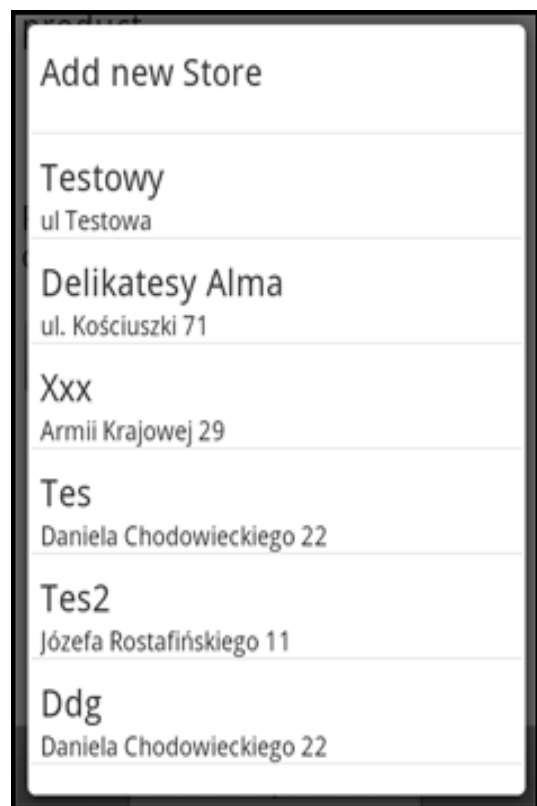 product
Add new Store
Testowy
ul Testowa
Delikatesy Alma
ul. Kościuszki 71
Xxx
Armii Krajowej 29
Tes
Daniela Chodowieckiego 22
Tes2
Józefa Rostafińskiego 11
Ddg
Daniela Chodowieckiego 22